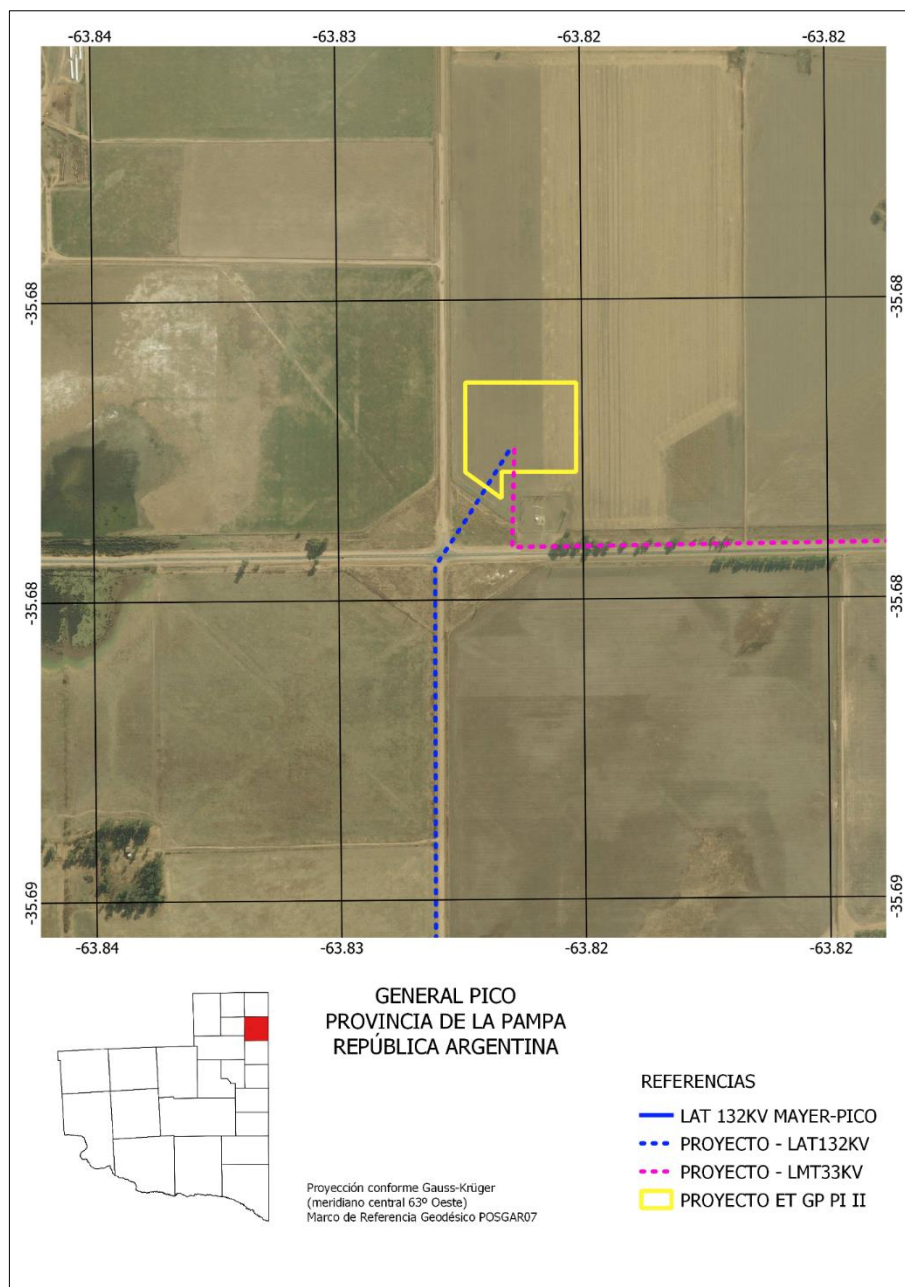 -63.84 -63.83 -63.82 -63.82
-35.68 -35.68
-35.68 -35.68
-35.69 -35.69
-63.84 -63.83 -63.82 -63.82
GENERAL PICO
PROVINCIA DE LA PAMPA
REPÚBLICA ARGENTINA
REFERENCIAS
LAT 132KV MAYER-PICO
PROYECTO - LAT132KV
PROYECTO - LMT33KV
PROYECTO ET GP PI II
Proyección conforme Gauss-Krüger
(meridiano central 63º Oeste)
Marco de Referencia Geodésico POSGAR07